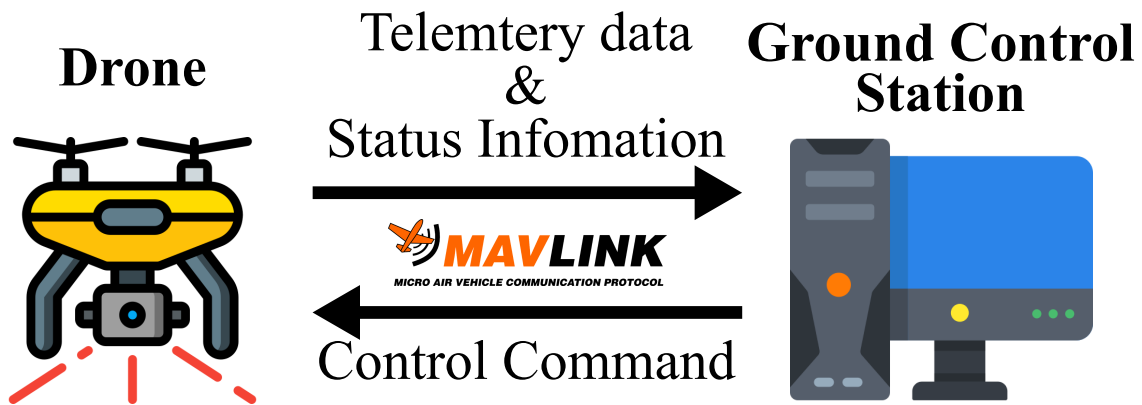 Drone
Telemtery data
&
Status Infomation
Ground Control
Station
MAVLINK
MICRO AIR VEHICLE COMMUNICATION PROTOCOL
Control Command